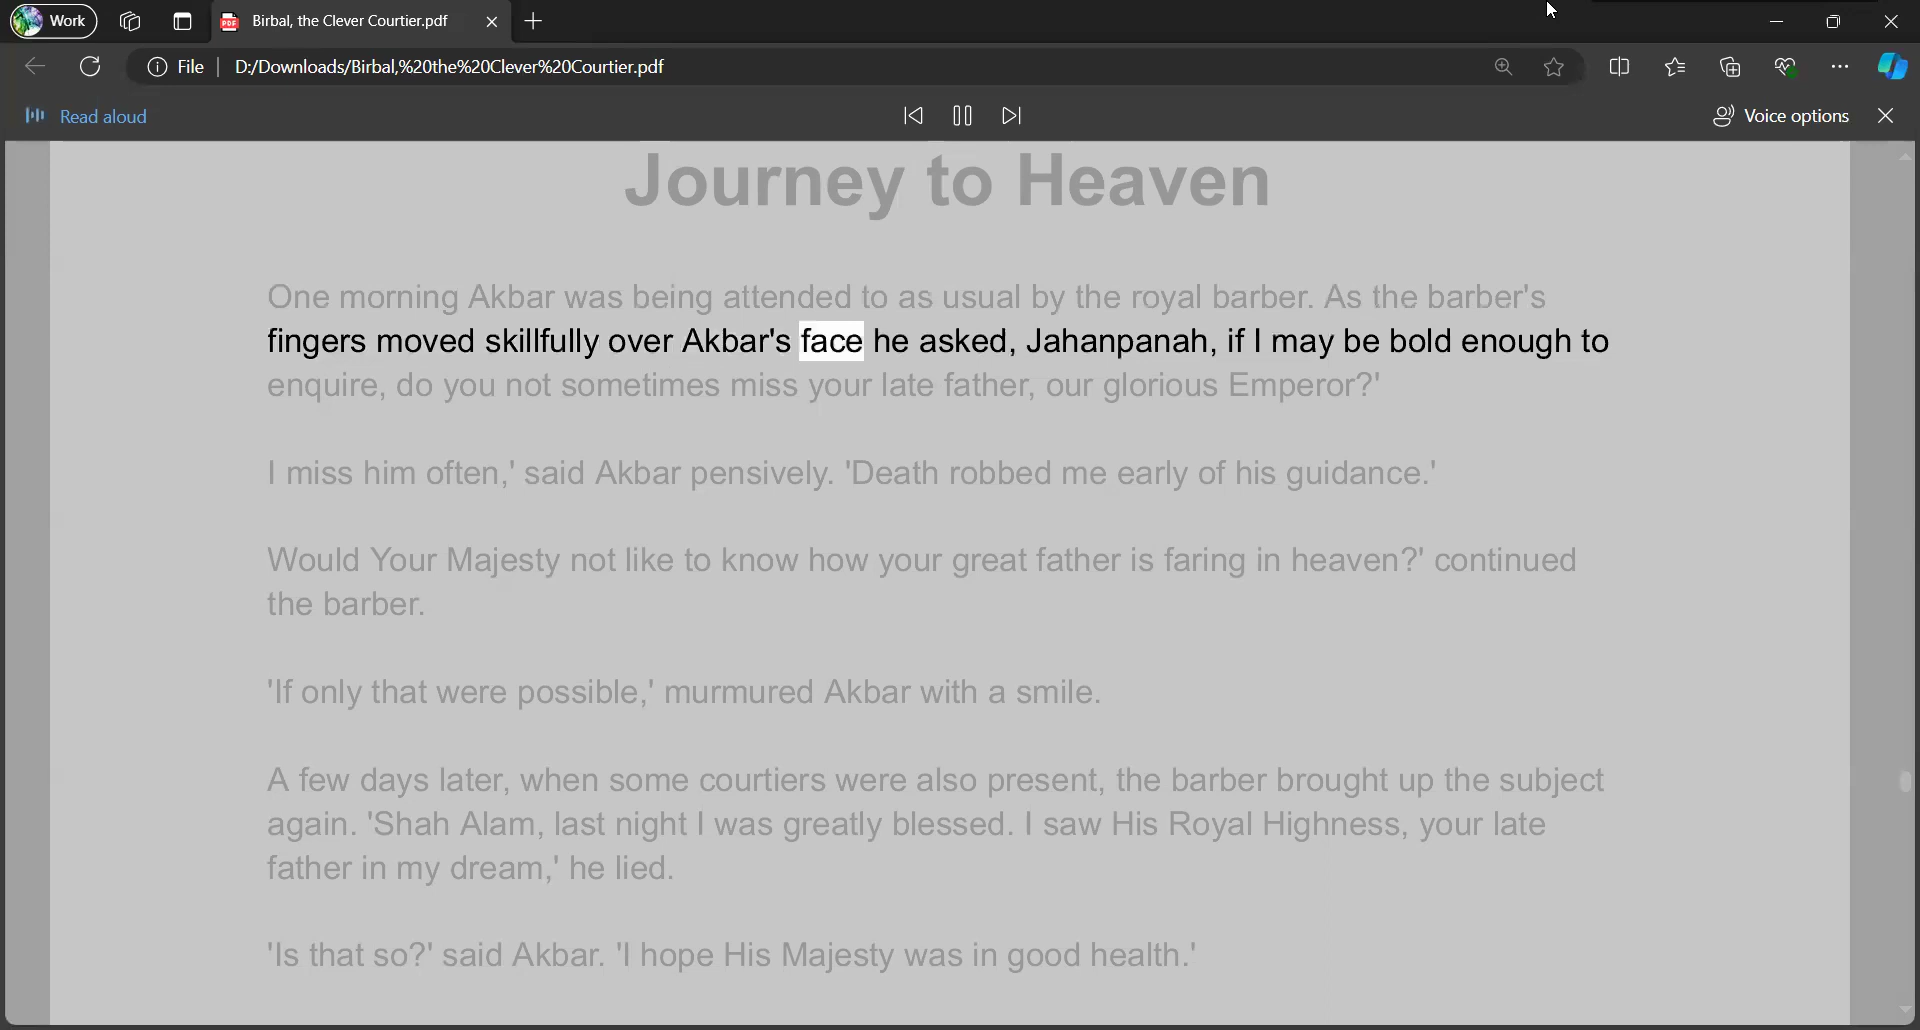 Work
Birbal, the Clever Courtier.pdf
File
D:/Downloads/Birbal,%20the%20Clever%20Courtier.pdf
Read aloud
Voice options
Journey to Heaven
One morning Akbar was being attended to as usual by the royal barber. As the barber's
fingers moved skillfully over Akbar's face he asked, Jahanpanah, if I may be bold enough to
enquire, do you not sometimes miss your late father, our glorious Emperor?'
I miss him often,' said Akbar pensively. 'Death robbed me early of his guidance.'
Would Your Majesty not like to know how your great father is faring in heaven?' continued
the barber.
'If only that were possible,' murmured Akbar with a smile.
A few days later, when some courtiers were also present, the barber brought up the subject
again. 'Shah Alam, last night I was greatly blessed. I saw His Royal Highness, your late
father in my dream,' he lied.
'Is that so?' said Akbar. 'I hope His Majesty was in good health.'